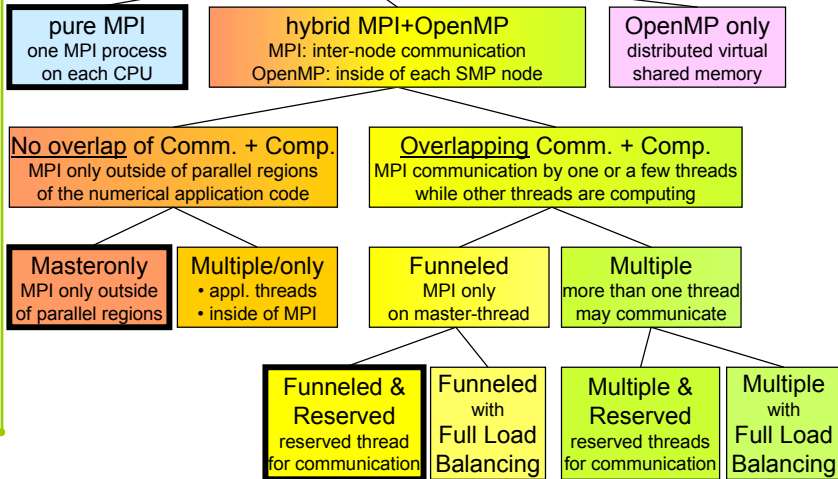 pure MPI
one MPI process
on each CPU
hybrid MPI+OpenMP
MPI: inter-node communication
OpenMP: inside of each SMP node
OpenMP only
distributed virtual
shared memory
No overlap of Comm. + Comp.
MPI only outside of parallel regions
of the numerical application code
Overlapping Comm. + Comp.
MPI communication by one or a few threads
while other threads are computing
Masteronly
MPI only outside
of parallel regions
Multiple/only
• appl. threads
• inside of MPI
Funneled
MPI only
on master-thread
Multiple
more than one thread
may communicate
Funneled &
Reserved
reserved thread
for communication
Funneled
with
Full Load
Balancing
Multiple &
Reserved
reserved threads
for communication
Multiple
with
Full Load
Balancing